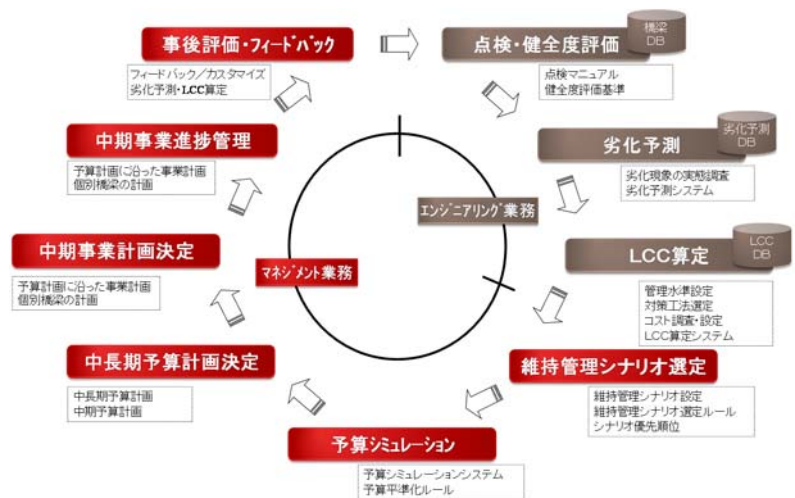 事後評価・フィードバック
フィードバック／カスタマイズ
劣化予測・LCC算定
点検・健全度評価
橋梁
DB
点検マニュアル
健全度評価基準
劣化予測
劣化予測
DB
劣化現象の実態調査
劣化予測システム
LCC算定
LCC
DB
管理水準設定
対策工法選定
コスト調査・設定
LCC算定システム
維持管理シナリオ選定
維持管理シナリオ設定
維持管理シナリオ選定ルール
シナリオ優先順位
予算シミュレーション
予算シミュレーションシステム
予算平準化ルール
中長期予算計画決定
中長期予算計画
中期予算計画
中期事業計画決定
予算計画に沿った事業計画
個別橋梁の計画
中期事業進捗管理
予算計画に沿った事業計画
個別橋梁の計画
エンジニアリング業務
マネジメント業務